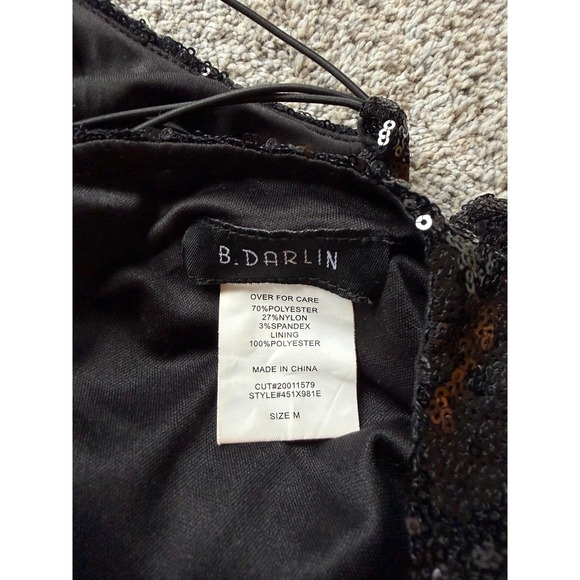 B.DARLIN
OVER FOR CARE
70%POLYESTER
27%NYLON
3%SPANDEX
LINING
100%POLYESTER
MADE IN CHINA
CUT#20011579
STYLE#451X981E
SIZE M